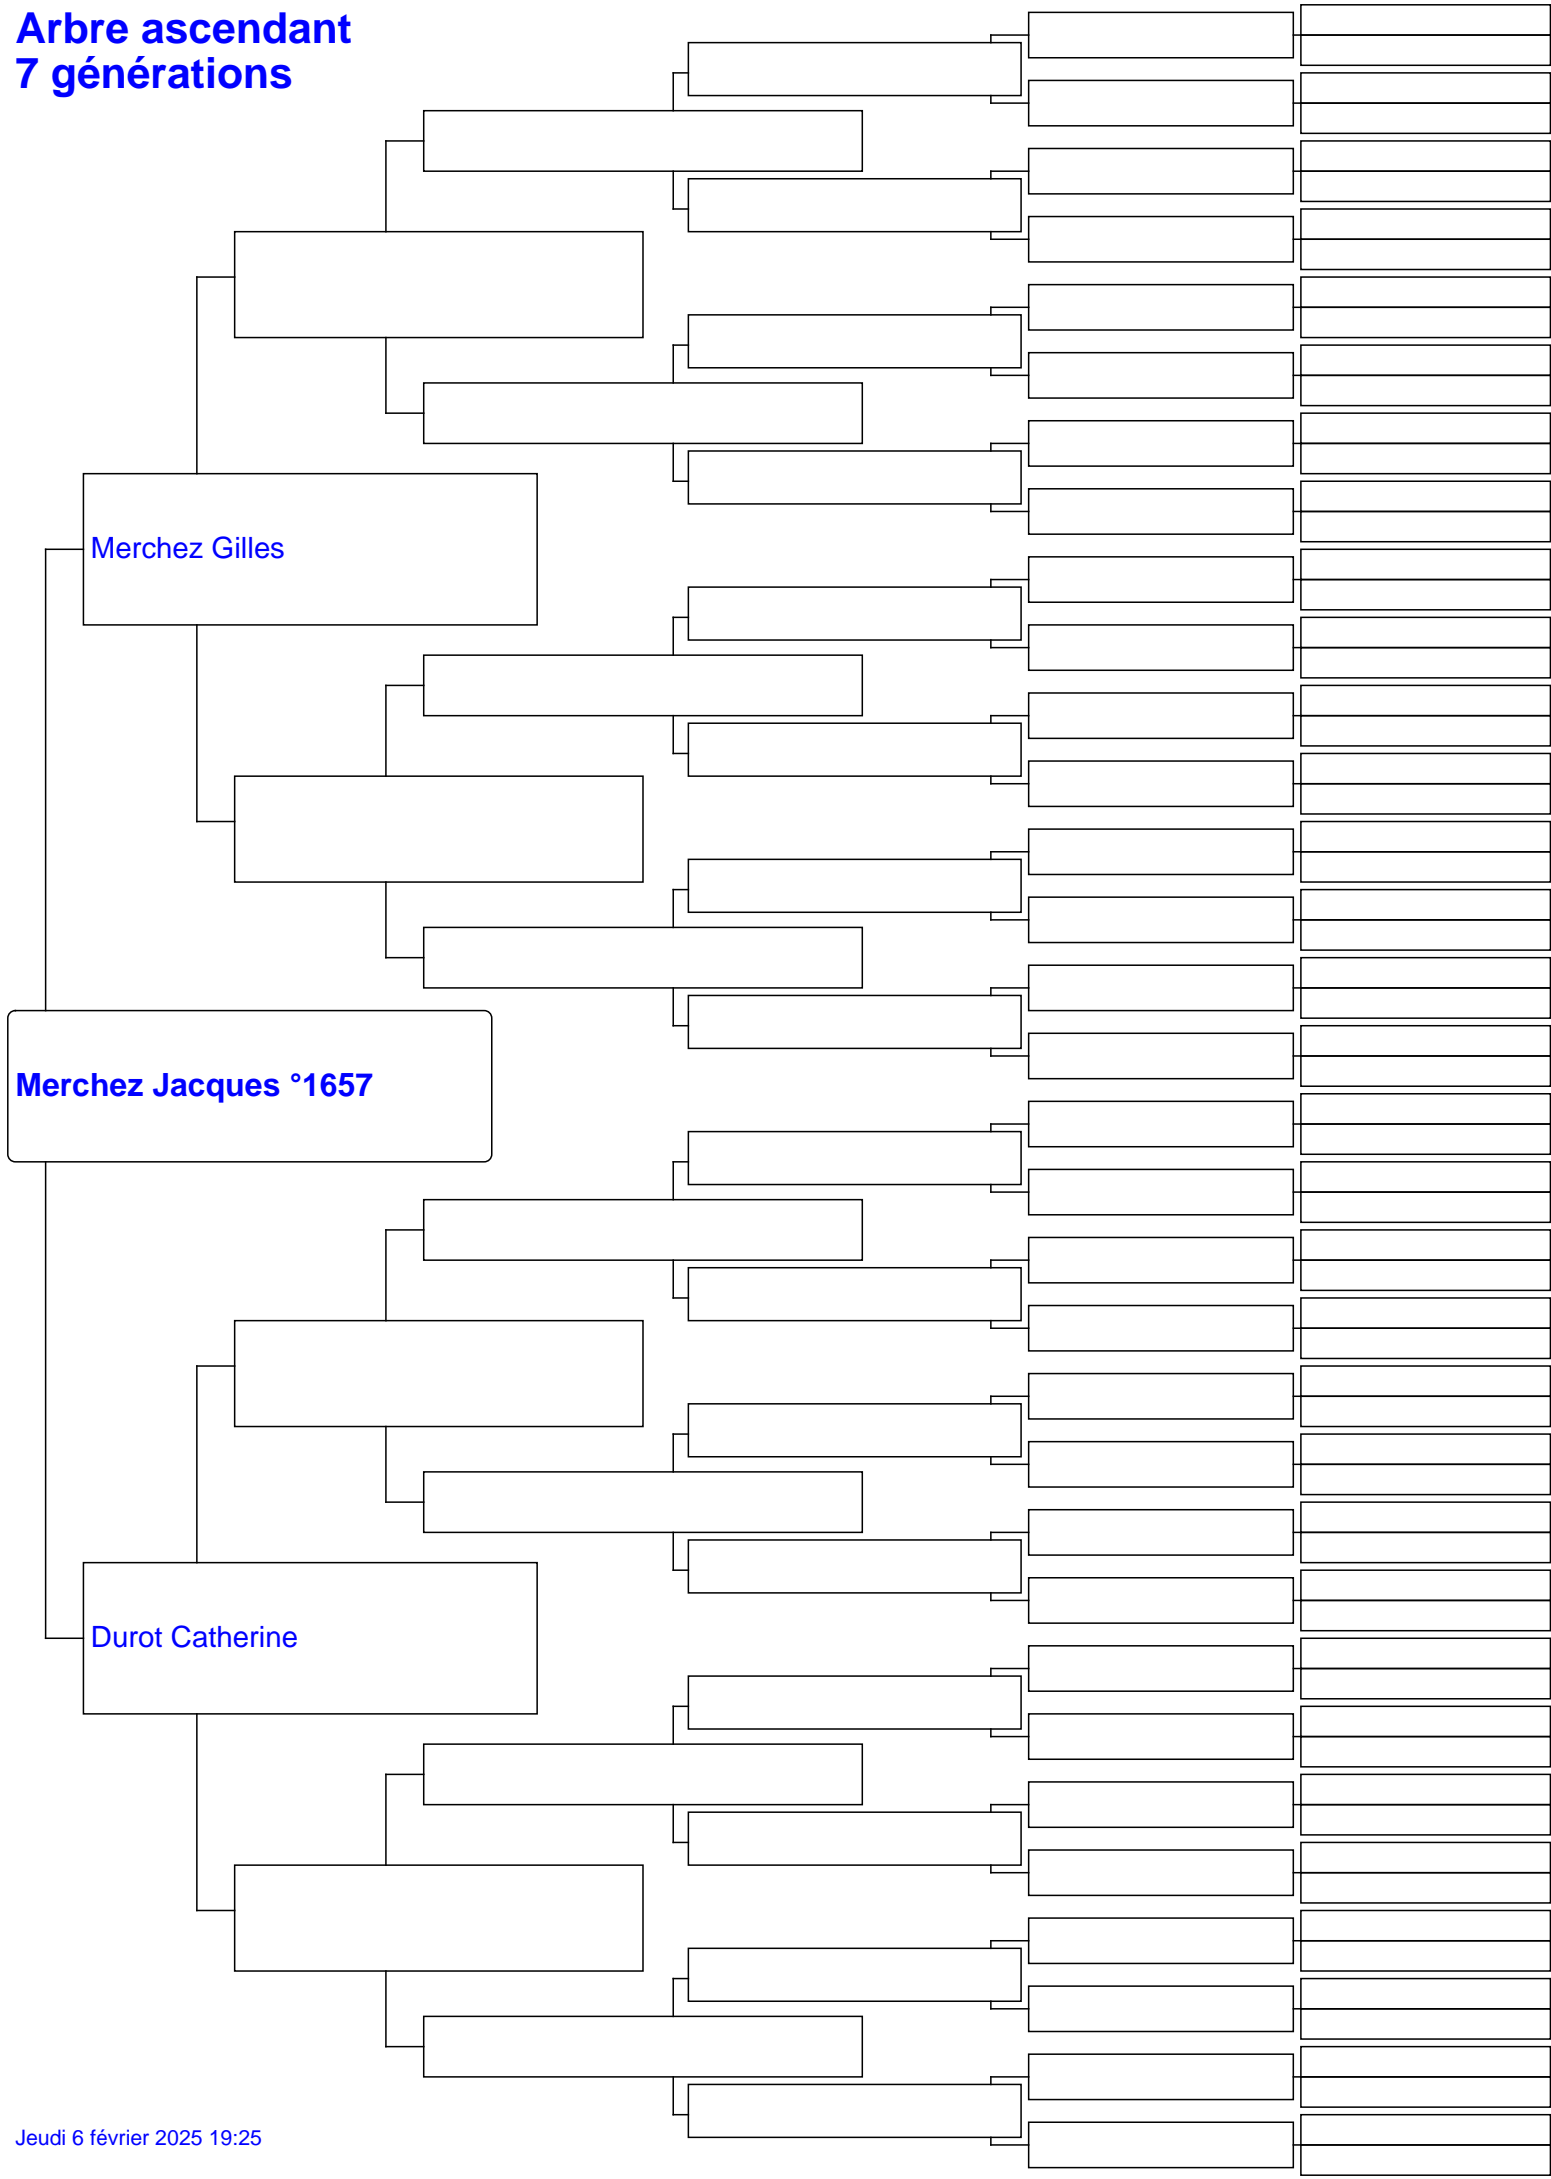 Arbre ascendant
7 générations
Merchez Gilles
Merchez Jacques °1657
Durot Catherine
Jeudi 6 février 2025 19:25